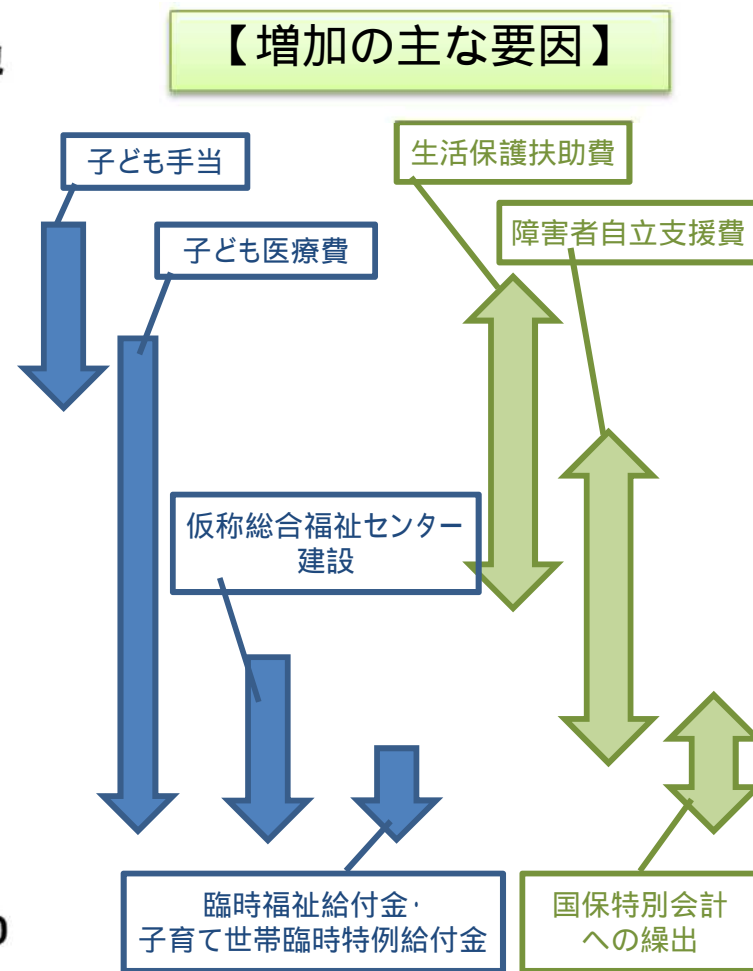 【増加の主な要因】
子ども手当
生活保護扶助費
障害者自立支援費
子ども医療費
仮称総合福祉センター
建設
臨時福祉給付金・
子育て世帯臨時特例給付金
国保特別会計
への繰出